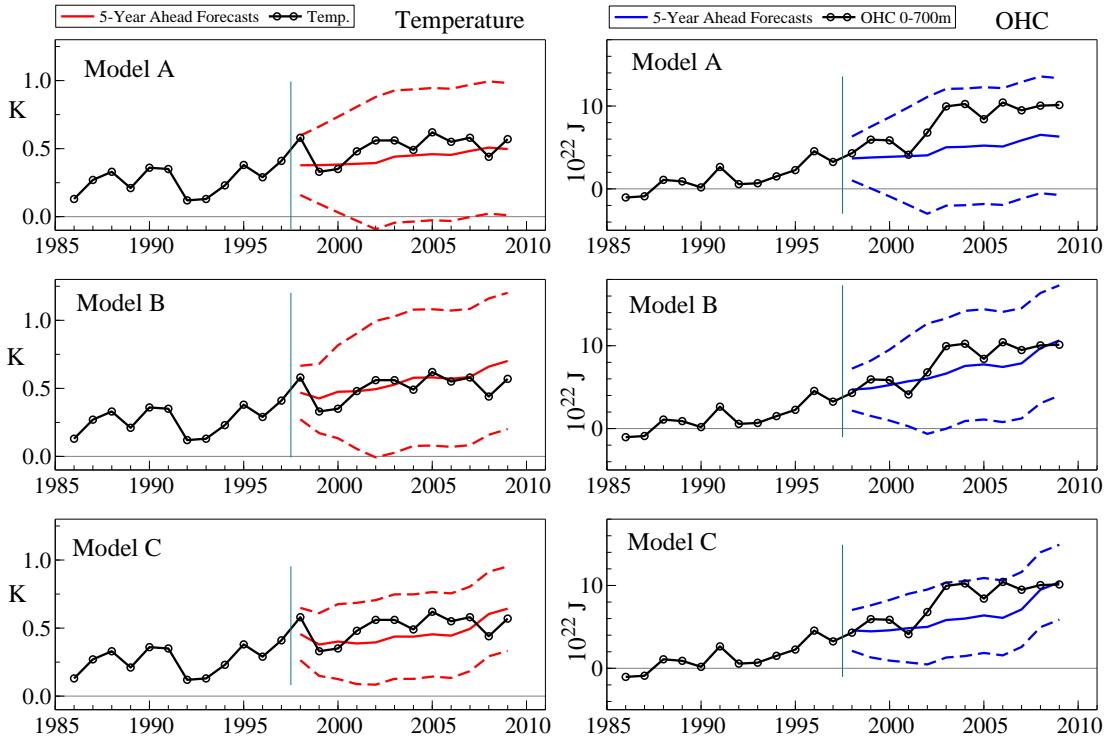 5-Year Ahead Forecasts Temp. Temperature
Model A
1.0
K
0.5
0.0
1985 1990 1995 2000 2005 2010
5-Year Ahead Forecasts OHC 0-700m OHC
Model A
10
10²² J
0
1985 1990 1995 2000 2005 2010
Model B
1.0
K
0.5
0.0
1985 1990 1995 2000 2005 2010
Model B
10
10²² J
0
1985 1990 1995 2000 2005 2010
Model C
1.0
K
0.5
0.0
1985 1990 1995 2000 2005 2010
Model C
10
10²² J
0
1985 1990 1995 2000 2005 2010